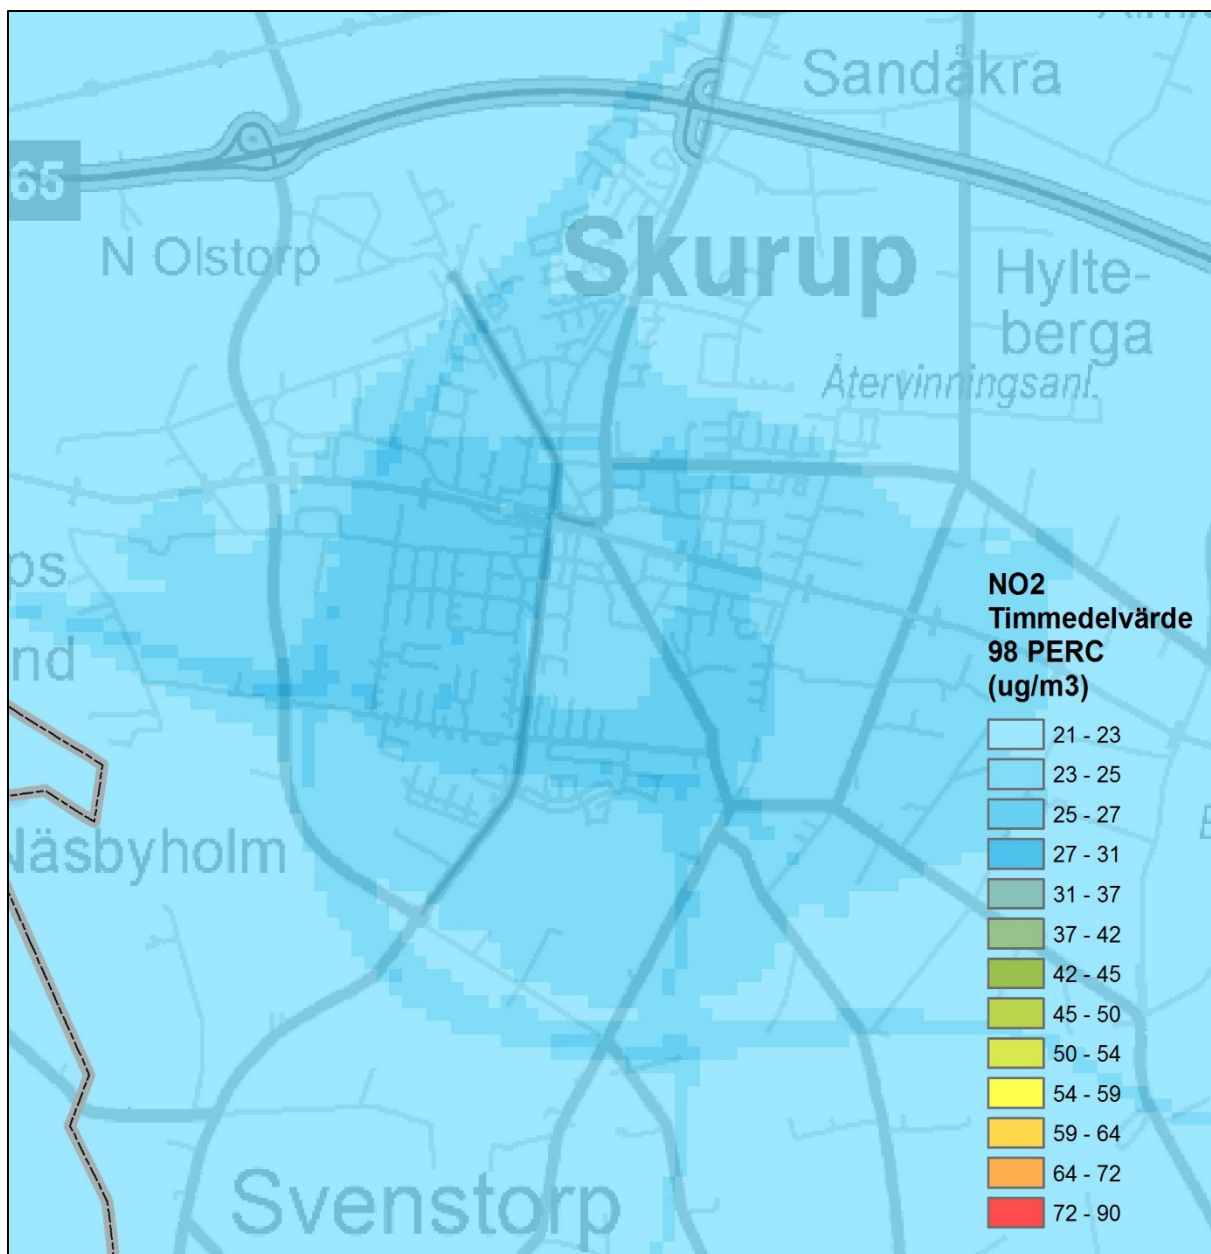 Sandåkra
65
Skurup
N Olstorp
Hylte-
berga
Återvinningsanl.
ps
nd
Näsbyholm
Svenstorp
NO2
Timmedelvärde
98 PERC
(ug/m3)
21 - 23
23 - 25
25 - 27
27 - 31
31 - 37
37 - 42
42 - 45
45 - 50
50 - 54
54 - 59
59 - 64
64 - 72
72 - 90